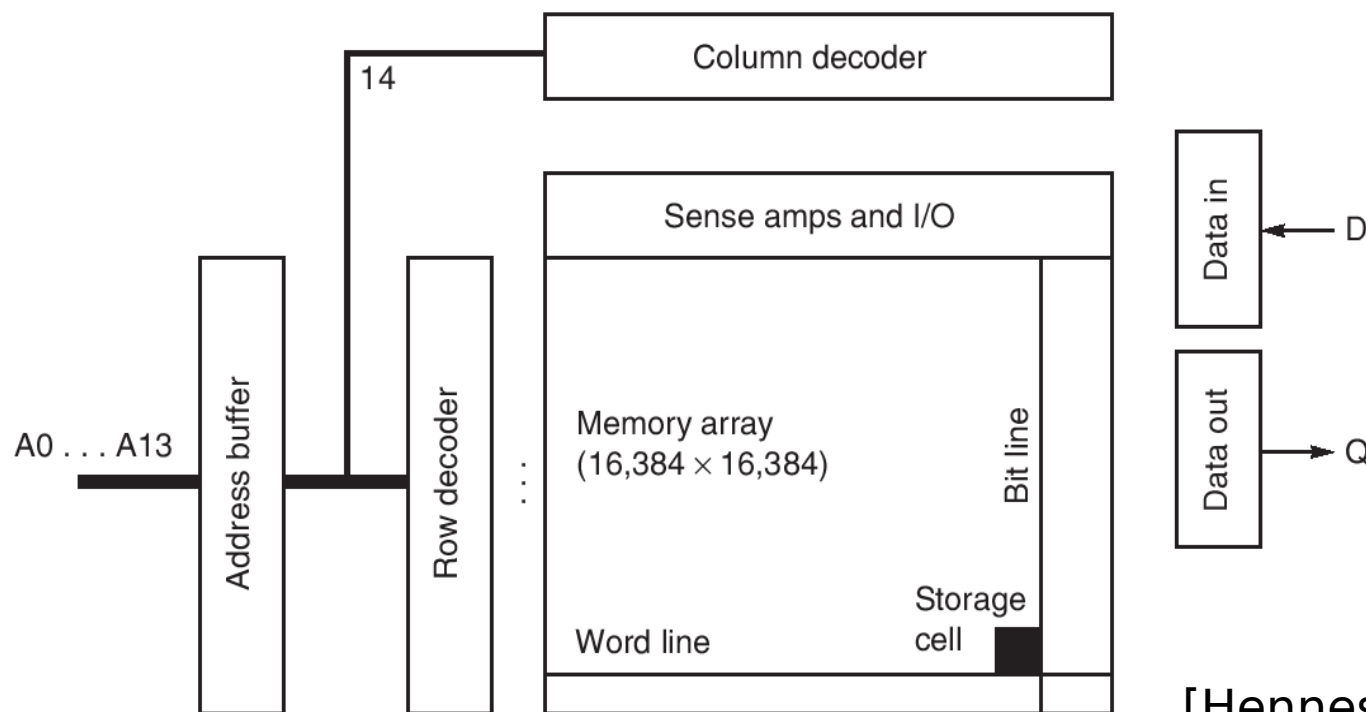 Column decoder
14
Sense amps and I/O
Data in
D
Address buffer
Row decoder
A0 . . . A13
. . .
Memory array
(16,384 × 16,384)
Bit line
Data out
Q
Storage
cell
Word line